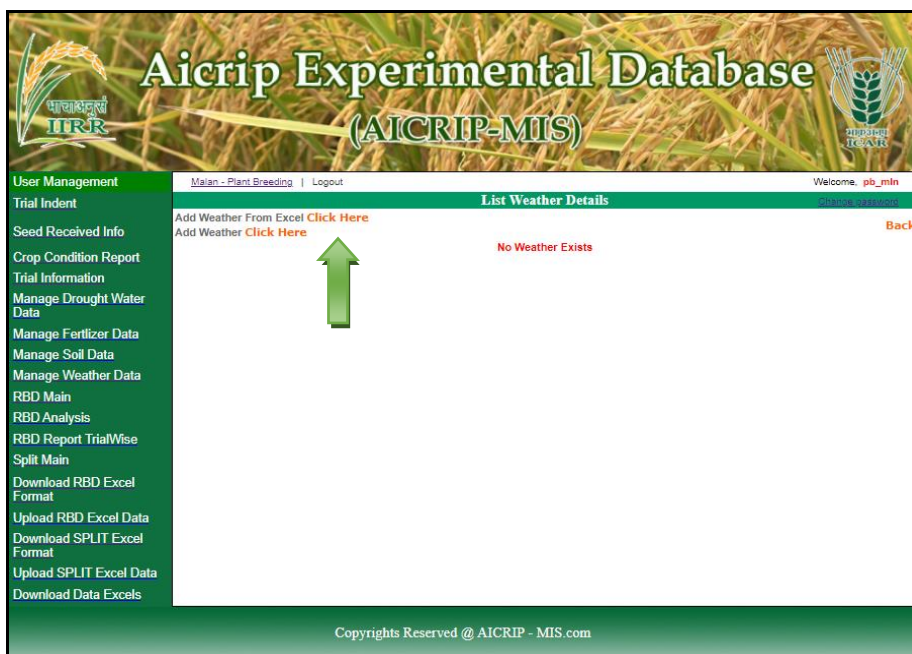 Aicrip Experimental Database
(AICRIP-MIS)
IIRR
ICAR
User Management
Malan - Plant Breeding | Logout
Welcome, pb_mln
Trial Indent
List Weather Details
Change password
Add Weather From Excel Click Here
Seed Received Info
Add Weather Click Here
Back
No Weather Exists
Crop Condition Report
Trial Information
Manage Drought Water
Data
Manage Fertlizer Data
Manage Soil Data
Manage Weather Data
RBD Main
RBD Analysis
RBD Report TrialWise
Split Main
Download RBD Excel
Format
Upload RBD Excel Data
Download SPLIT Excel
Format
Upload SPLIT Excel Data
Download Data Excels
Copyrights Reserved @ AICRIP - MIS.com